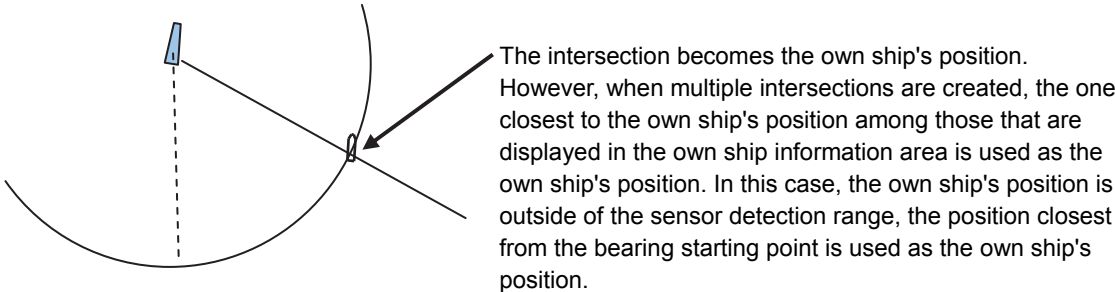 The intersection becomes the own ship's position.
However, when multiple intersections are created, the one
closest to the own ship's position among those that are
displayed in the own ship information area is used as the
own ship's position. In this case, the own ship's position is
outside of the sensor detection range, the position closest
from the bearing starting point is used as the own ship's
position.